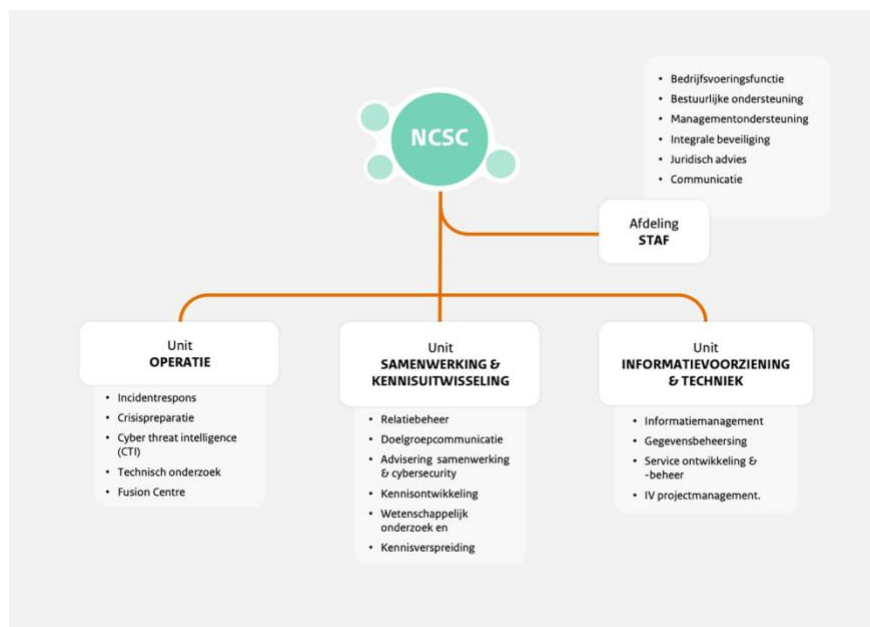 NCSC
• Bedrijfsvoeringsfunctie
• Bestuurlijke ondersteuning
• Managementondersteuning
• Integrale beveiliging
• Juridisch advies
• Communicatie
Afdeling
STAF
Unit
OPERATIE
• Incidentrespons
• Crisispreparatie
• Cyber threat intelligence
(CTI)
• Technisch onderzoek
• Fusion Centre
Unit
SAMENWERKING &
KENNISUITWISSELING
• Relatiebeheer
• Doelgroepcommunicatie
• Advisering samenwerking
& cybersecurity
• Kennisontwikkeling
• Wetenschappelijk
onderzoek en
• Kennisverspreiding
Unit
INFORMATIEVOORZIENING
& TECHNIEK
• Informatiemanagement
• Gegevensbeheersing
• Service ontwikkeling &
-beheer
• IV projectmanagement.